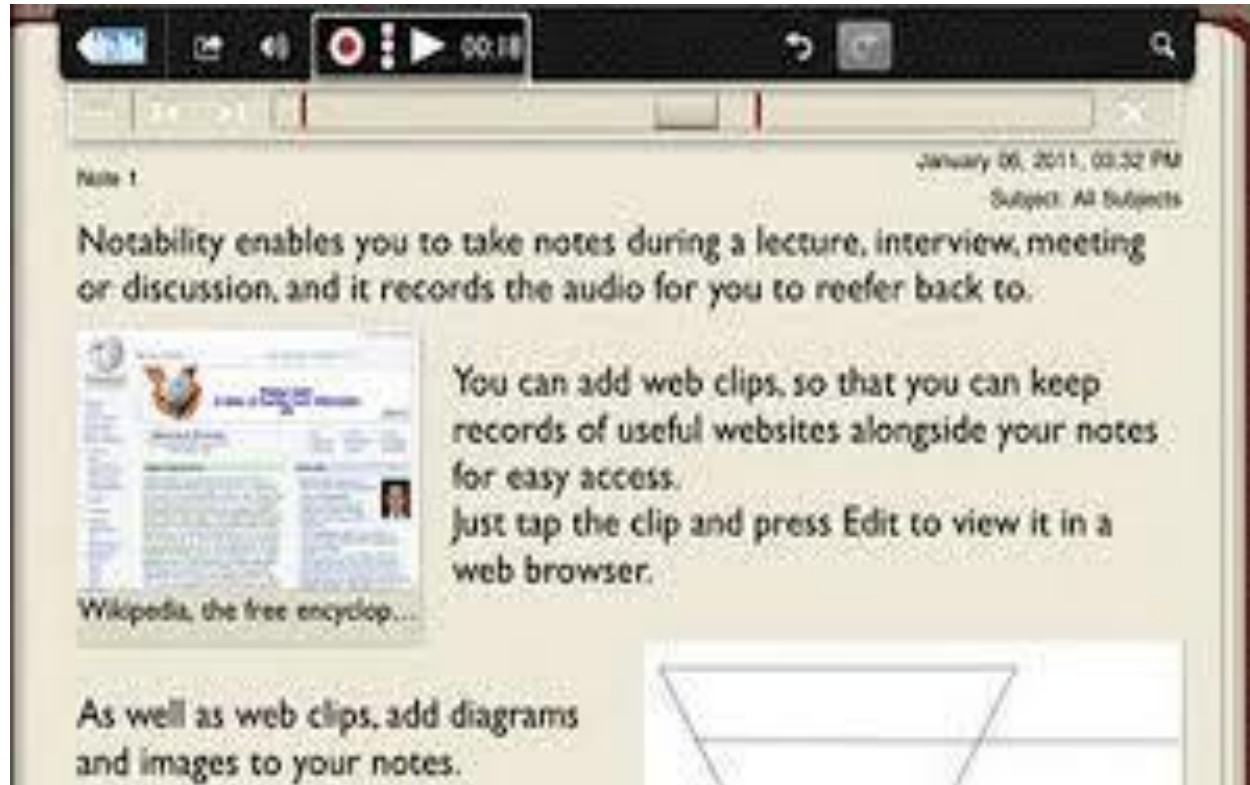 00:18
January 06, 2011, 03:32 PM
Note 1
Subject: All Subjects
Notability enables you to take notes during a lecture, interview, meeting
or discussion, and it records the audio for you to reefer back to.
You can add web clips, so that you can keep
records of useful websites alongside your notes
for easy access.
Just tap the clip and press Edit to view it in a
web browser.
Wikipedia, the free encyclop...
As well as web clips, add diagrams
and images to your notes.